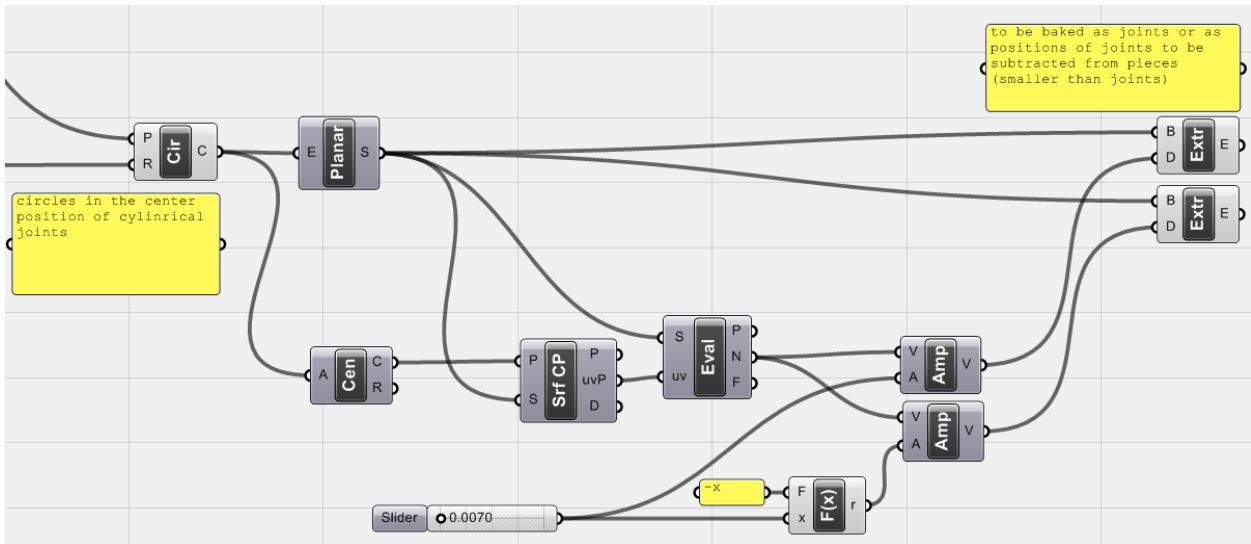 to be baked as joints or as
positions of joints to be
subtracted from pieces
(smaller than joints)
P
R
Cir
C
E
Planar
S
B
D
Extr
E
B
D
Extr
E
circles in the center
position of cylinrical
joints
A
Cen
C
R
P
S
Srf CP
P
uvP
D
S
uv
Eval
P
N
F
V
A
Amp
V
V
A
Amp
V
-x
F
x
F(x)
r
Slider
0.0070